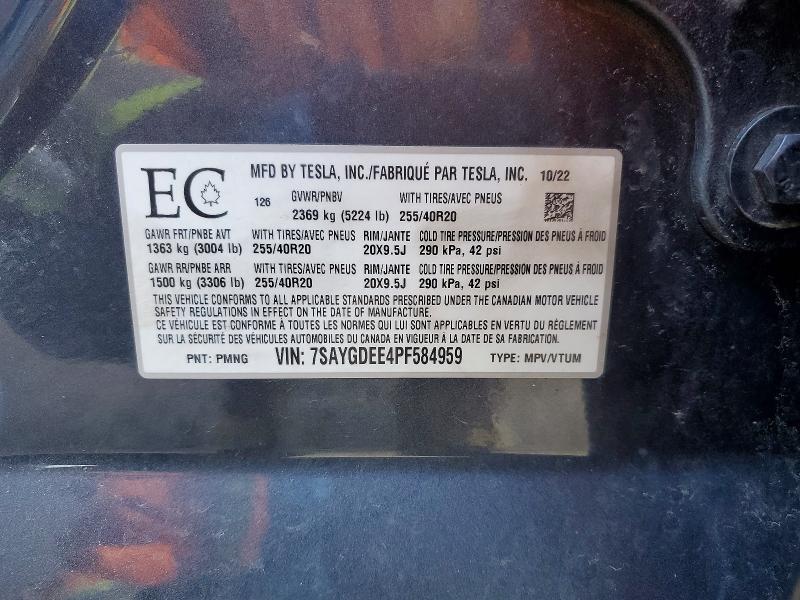 EC
MFD BY TESLA, INC./FABRIQUÉ PAR TESLA, INC. 10/22
126 GVWR/PNBV WITH TIRES/AVEC PNEUS
2369 kg (5224 lb) 255/40R20
GAWR FRT/PNBE AVT WITH TIRES/AVEC PNEUS RIM/JANTE COLD TIRE PRESSURE/PRESSION DES PNEUS À FROID
1363 kg (3004 lb) 255/40R20 20X9.5J 290 kPa, 42 psi
GAWR RR/PNBE ARR WITH TIRES/AVEC PNEUS RIM/JANTE COLD TIRE PRESSURE/PRESSION DES PNEUS À FROID
1500 kg (3306 lb) 255/40R20 20X9.5J 290 kPa, 42 psi
THIS VEHICLE CONFORMS TO ALL APPLICABLE STANDARDS PRESCRIBED UNDER THE CANADIAN MOTOR VEHICLE
SAFETY REGULATIONS IN EFFECT ON THE DATE OF MANUFACTURE.
CE VÉHICULE EST CONFORME À TOUTES LES NORMES QUI LUI SONT APPLICABLES EN VERTU DU RÈGLEMENT
SUR LA SÉCURITÉ DES VÉHICULES AUTOMOBILES DU CANADA EN VIGUEUR À LA DATE DE SA FABRICATION.
PNT: PMNG VIN: 7SAYGDEE4PF584959 TYPE: MPV/VTUM